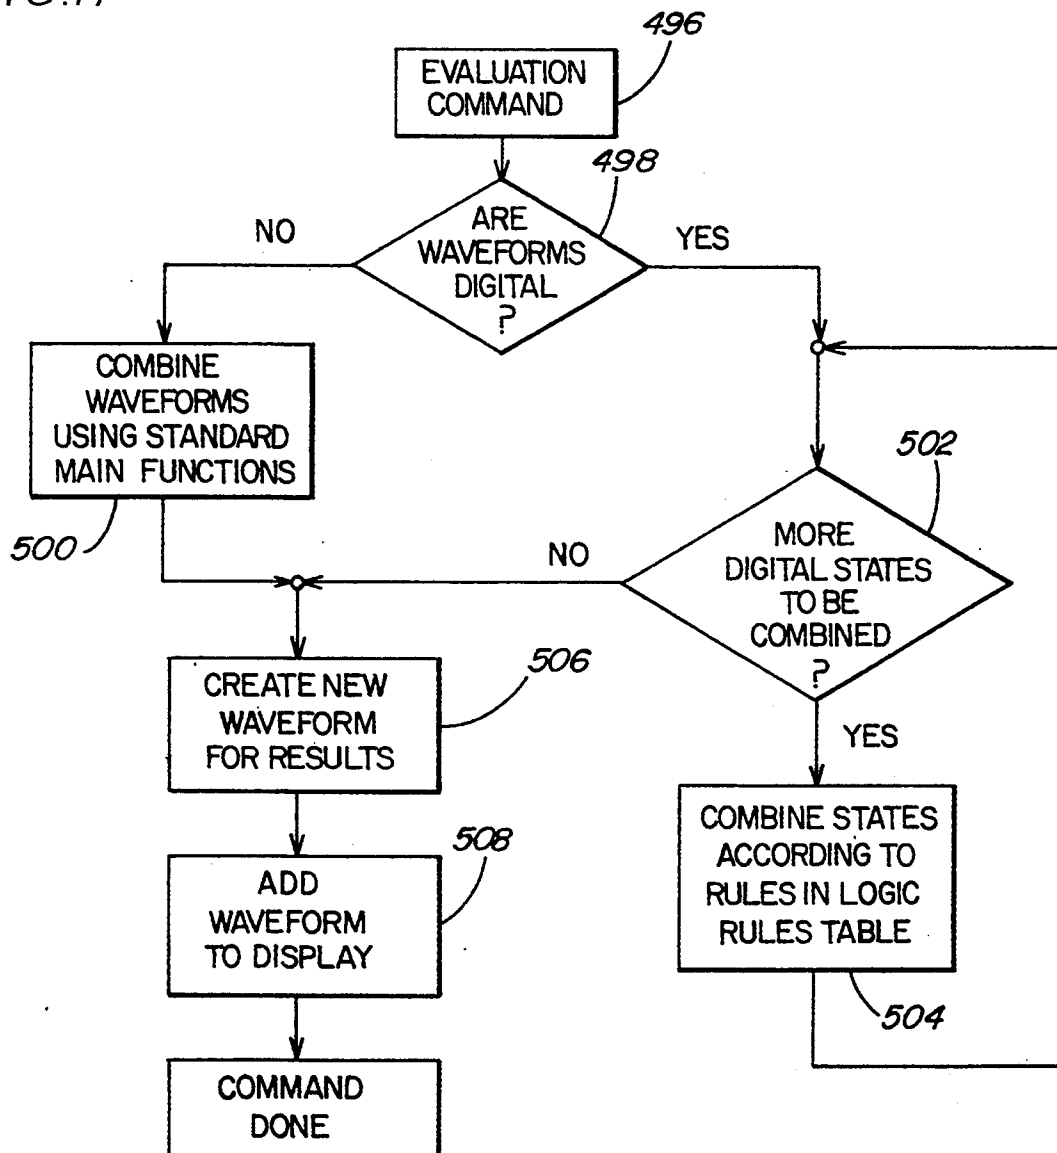 496
EVALUATION
COMMAND
498
ARE
WAVEFORMS
DIGITAL
?
NO
YES
COMBINE
WAVEFORMS
USING STANDARD
MAIN FUNCTIONS
500
502
MORE
DIGITAL STATES
TO BE
COMBINED
?
NO
YES
506
CREATE NEW
WAVEFORM
FOR RESULTS
COMBINE STATES
ACCORDING TO
RULES IN LOGIC
RULES TABLE
504
508
ADD
WAVEFORM
TO DISPLAY
COMMAND
DONE